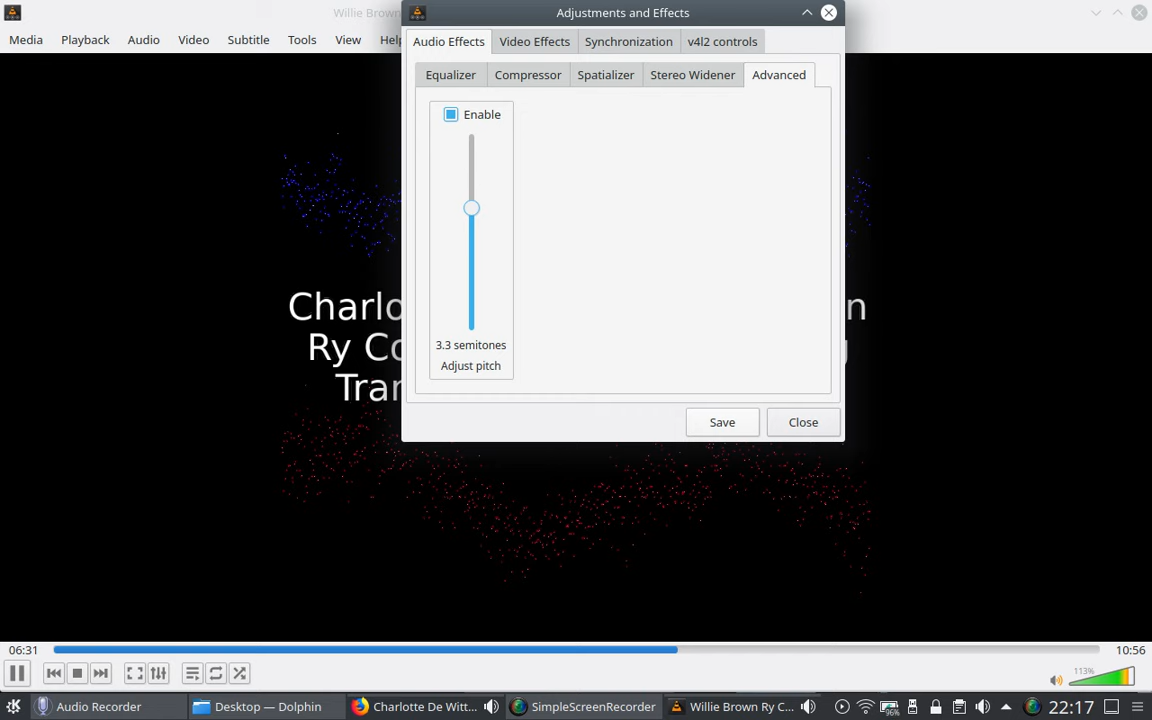 Willie Brown
Adjustments and Effects
Media Playback Audio Video Subtitle Tools View Help
Audio Effects Video Effects Synchronization v4l2 controls
Equalizer Compressor Spatializer Stereo Widener Advanced
Enable
3.3 semitones
Adjust pitch
Save Close
Charlo n
Ry Co
Tran
06:31 10:56
113%
Audio Recorder Desktop — Dolphin Charlotte De Witt... SimpleScreenRecorder Willie Brown Ry C... 96% 22:17